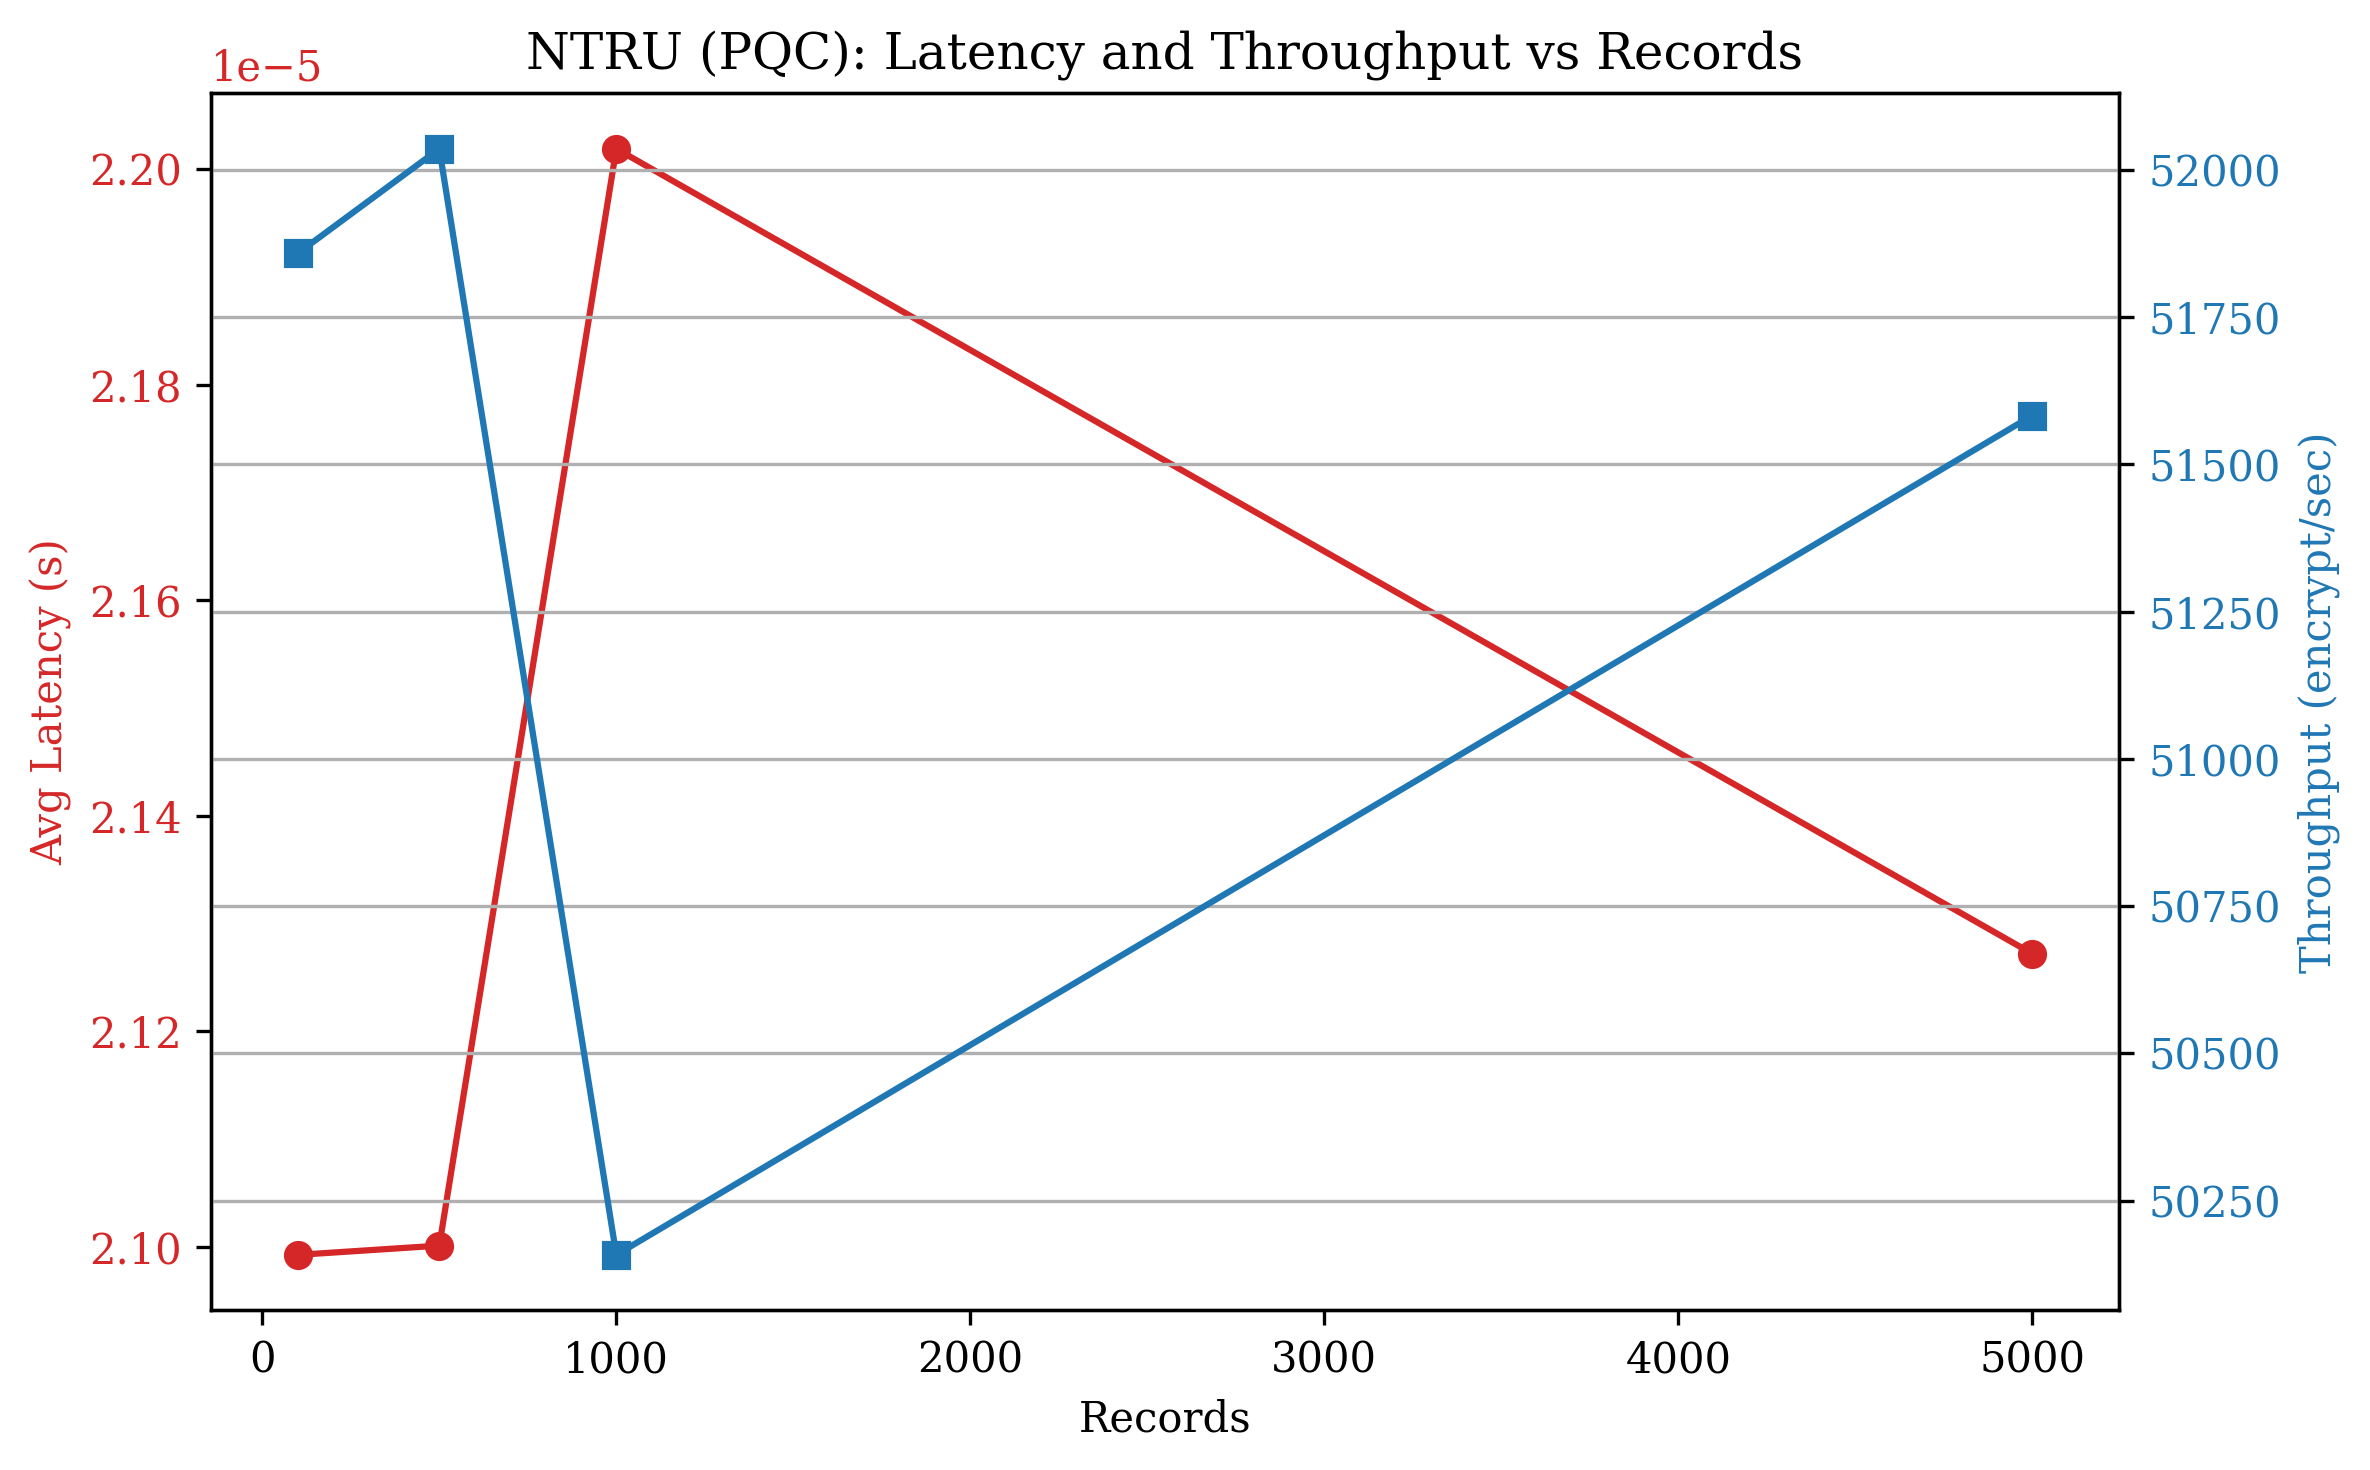 NTRU (PQC): Latency and Throughput vs Records
1e−5
2.20
2.18
2.16
2.14
2.12
2.10
Avg Latency (s)
52000
51750
51500
51250
51000
50750
50500
50250
Throughput (encrypt/sec)
0 1000 2000 3000 4000 5000
Records